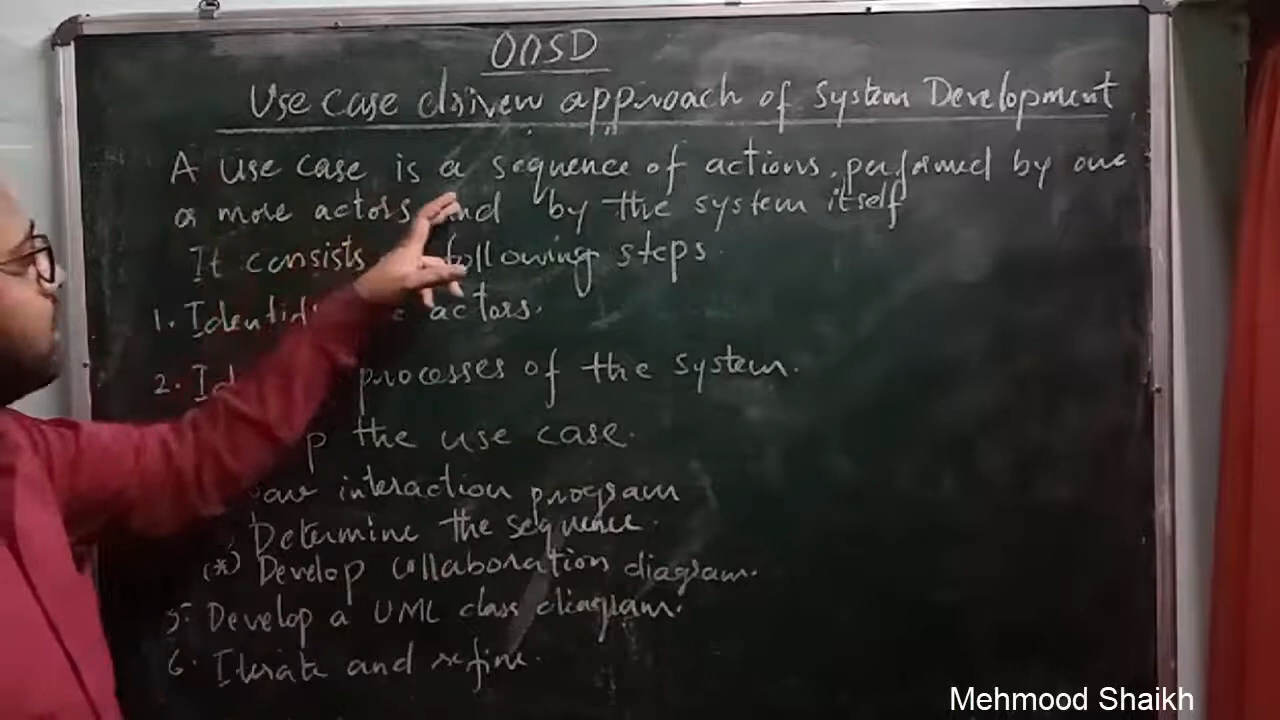 OOSD
Use case driven approach of System Development
A use case is a sequence of actions, performed by one
or more actors and by the system itself
It consists following steps.
1. actors.
2. processes of the system.
the use case.
interaction program
Determine the sequence.
(*) Develop collaboration diagram.
5. Develop a UML class diagram.
6. Iterate and refine.
Mehmood Shaikh